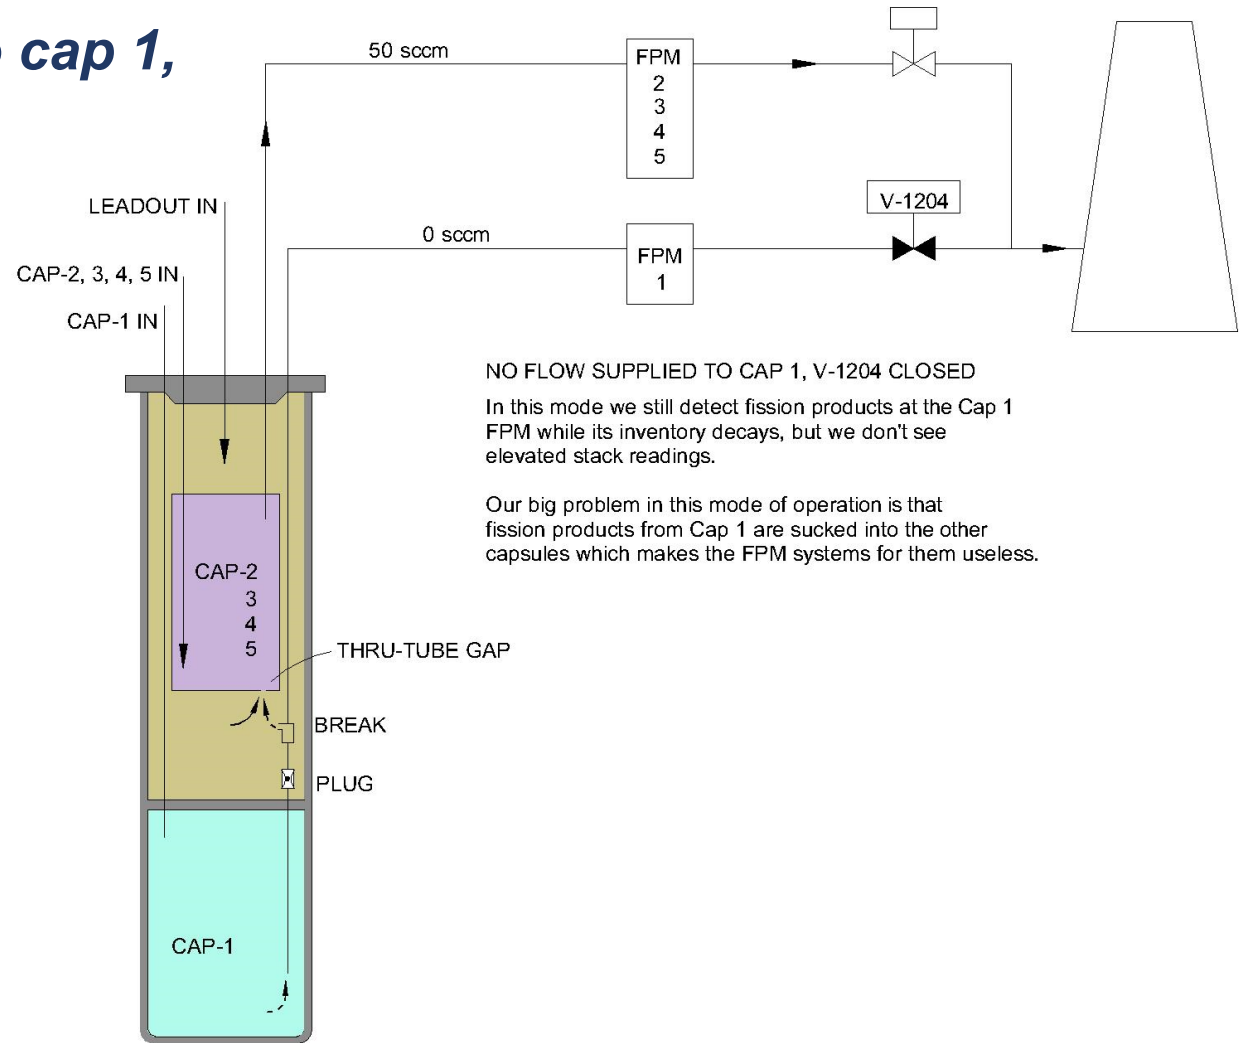 cap 1,
50 sccm
FPM
2
3
4
5
LEADOUT IN
V-1204
0 sccm
FPM
1
CAP-2, 3, 4, 5 IN
CAP-1 IN
NO FLOW SUPPLIED TO CAP 1, V-1204 CLOSED
In this mode we still detect fission products at the Cap 1
FPM while its inventory decays, but we don't see
elevated stack readings.
Our big problem in this mode of operation is that
fission products from Cap 1 are sucked into the other
capsules which makes the FPM systems for them useless.
CAP-2
3
4
5
THRU-TUBE GAP
BREAK
PLUG
CAP-1